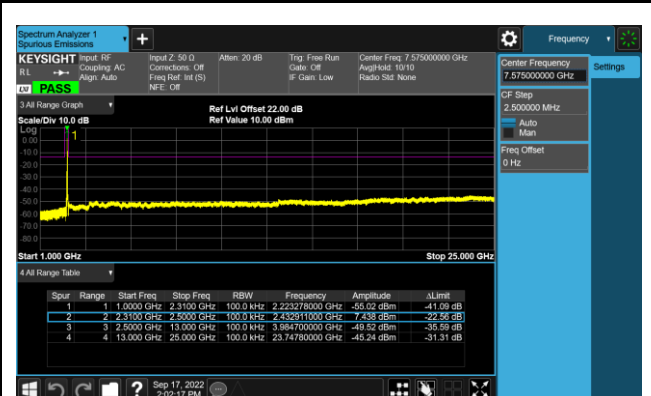 Spectrum Analyzer 1
Spurious Emissions
+
Frequency
KEYSIGHT Input: RF Input Z: 50 Ω Atten: 20 dB Trig: Free Run Center Freq: 7.575000000 GHz
RL Coupling: AC Corrections: Off Gate: Off Avg|Hold: 10/10
Align: Auto Freq Ref: Int (S) IF Gain: Low Radio Std: None
NFE: Off
LXI PASS
Center Frequency
7.575000000 GHz
Settings
CF Step
2.500000 MHz
Auto
Man
Freq Offset
0 Hz
3 All Range Graph
Ref Lvl Offset 22.00 dB
Scale/Div 10.0 dB Ref Value 10.00 dBm
Log
1
0.00
-10.0
-20.0
-30.0
-40.0
-50.0
-60.0
-70.0
-80.0
Start 1.000 GHz Stop 25.000 GHz
4 All Range Table
Spur Range Start Freq Stop Freq RBW Frequency Amplitude ΔLimit
1 1 1.0000 GHz 2.3100 GHz 100.0 kHz 2.223278000 GHz -55.02 dBm -41.09 dB
2 2 2.3100 GHz 2.5000 GHz 100.0 kHz 2.432911000 GHz 7.438 dBm -22.56 dB
3 3 2.5000 GHz 13.000 GHz 100.0 kHz 3.984700000 GHz -49.52 dBm -35.59 dB
4 4 13.000 GHz 25.000 GHz 100.0 kHz 23.74780000 GHz -45.24 dBm -31.31 dB
? Sep 17, 2022
2:02:17 PM